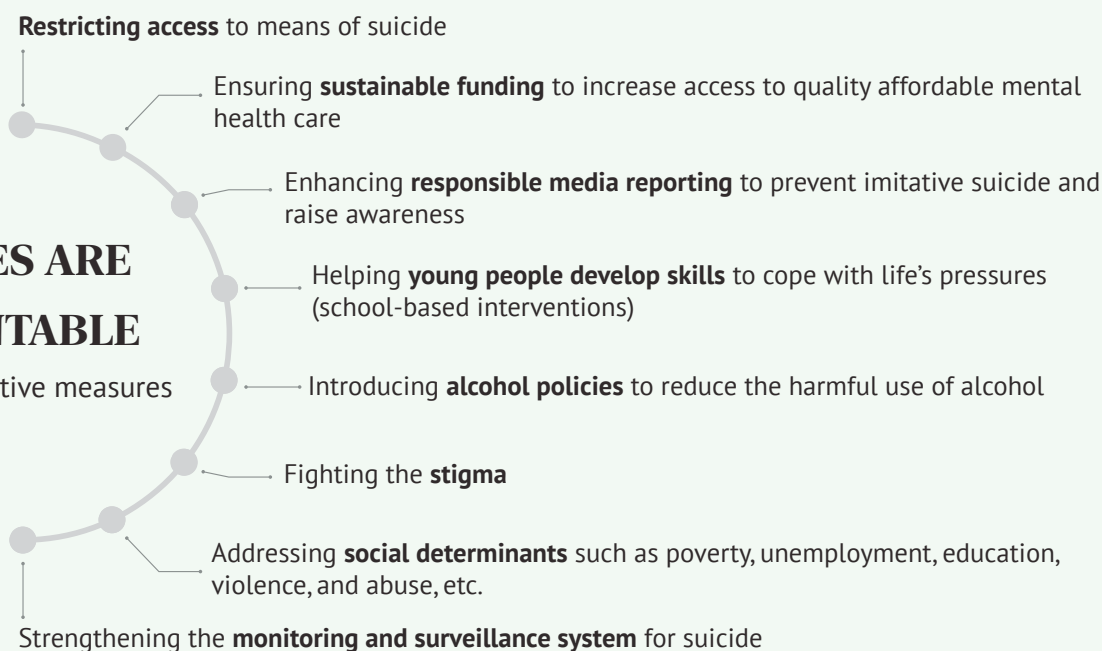 Restricting access to means of suicide
Ensuring sustainable funding to increase access to quality affordable mental
health care
Enhancing responsible media reporting to prevent imitative suicide and
raise awareness
ES ARE
NTABLE
tive measures
Helping young people develop skills to cope with life's pressures
(school-based interventions)
Introducing alcohol policies to reduce the harmful use of alcohol
Fighting the stigma
Addressing social determinants such as poverty, unemployment, education,
violence, and abuse, etc.
Strengthening the monitoring and surveillance system for suicide